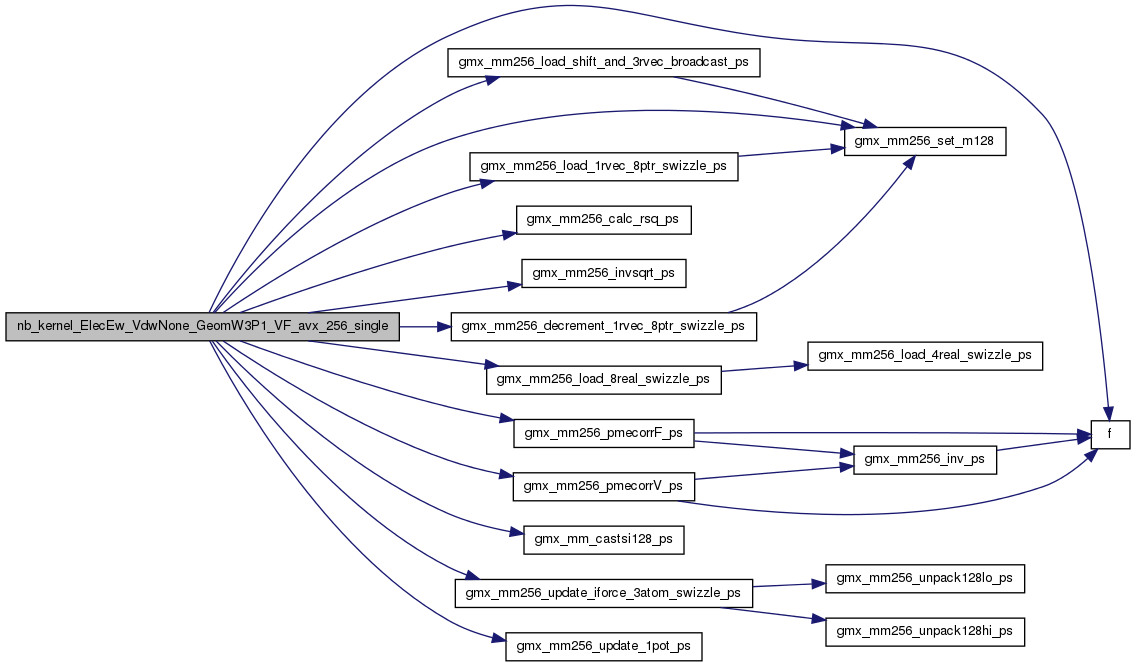 gmx_mm256_load_shift_and_3rvec_broadcast_ps
gmx_mm256_set_m128
gmx_mm256_load_1rvec_8ptr_swizzle_ps
gmx_mm256_calc_rsq_ps
gmx_mm256_invsqrt_ps
nb_kernel_ElecEw_VdwNone_GeomW3P1_VF_avx_256_single
gmx_mm256_decrement_1rvec_8ptr_swizzle_ps
gmx_mm256_load_4real_swizzle_ps
gmx_mm256_load_8real_swizzle_ps
gmx_mm256_pmecorrF_ps
f
gmx_mm256_inv_ps
gmx_mm256_pmecorrV_ps
gmx_mm_castsi128_ps
gmx_mm256_unpack128lo_ps
gmx_mm256_update_iforce_3atom_swizzle_ps
gmx_mm256_unpack128hi_ps
gmx_mm256_update_1pot_ps